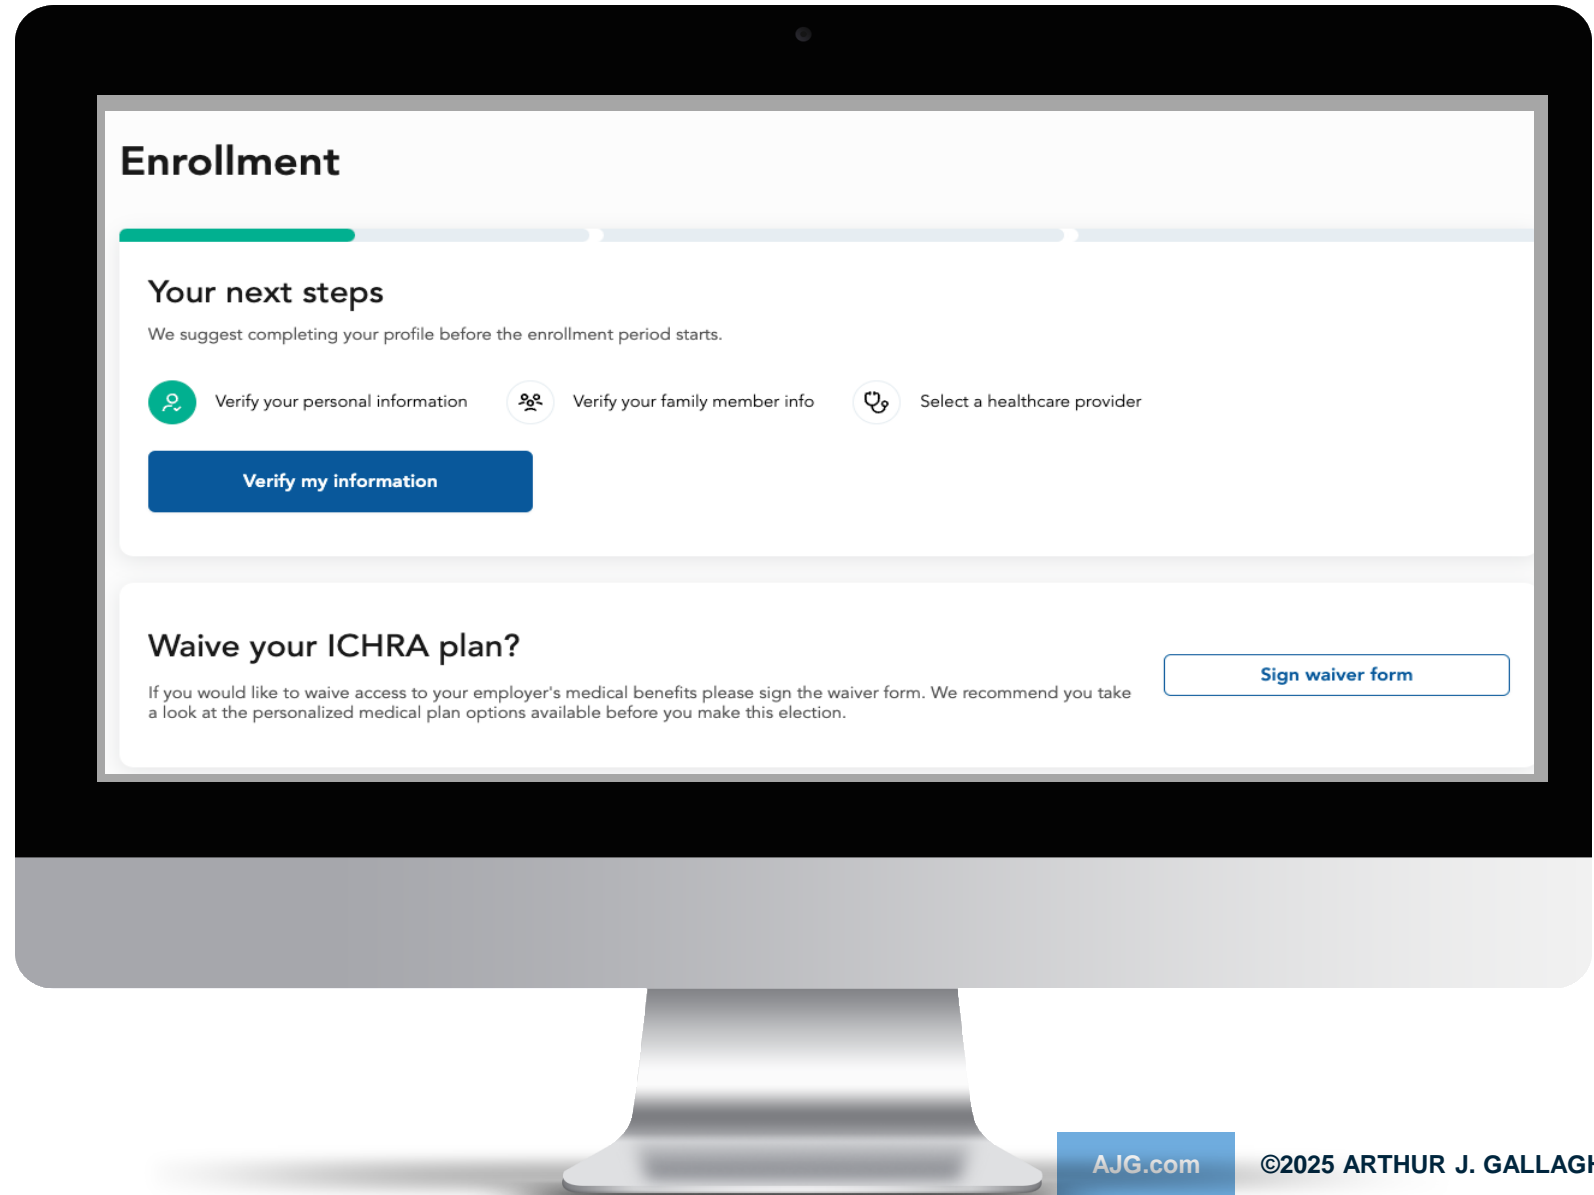 Enrollment
Your next steps
We suggest completing your profile before the enrollment period starts.
Verify your personal information
Verify your family member info
Select a healthcare provider
Verify my information
Waive your ICHRA plan?
If you would like to waive access to your employer's medical benefits please sign the waiver form. We recommend you take
a look at the personalized medical plan options available before you make this election.
Sign waiver form
AJG.com
©2025 ARTHUR J. GALLAGH